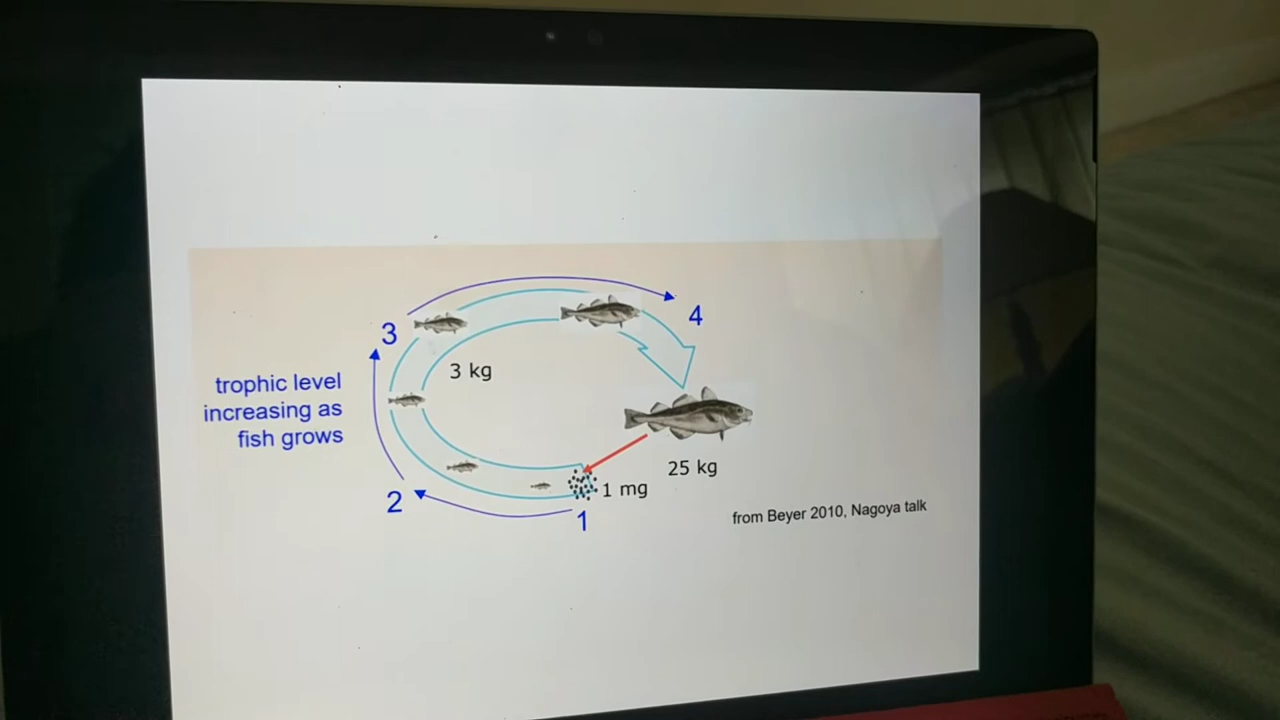 3
4
3 kg
trophic level
increasing as
fish grows
25 kg
2
1 mg
1
from Beyer 2010, Nagoya talk